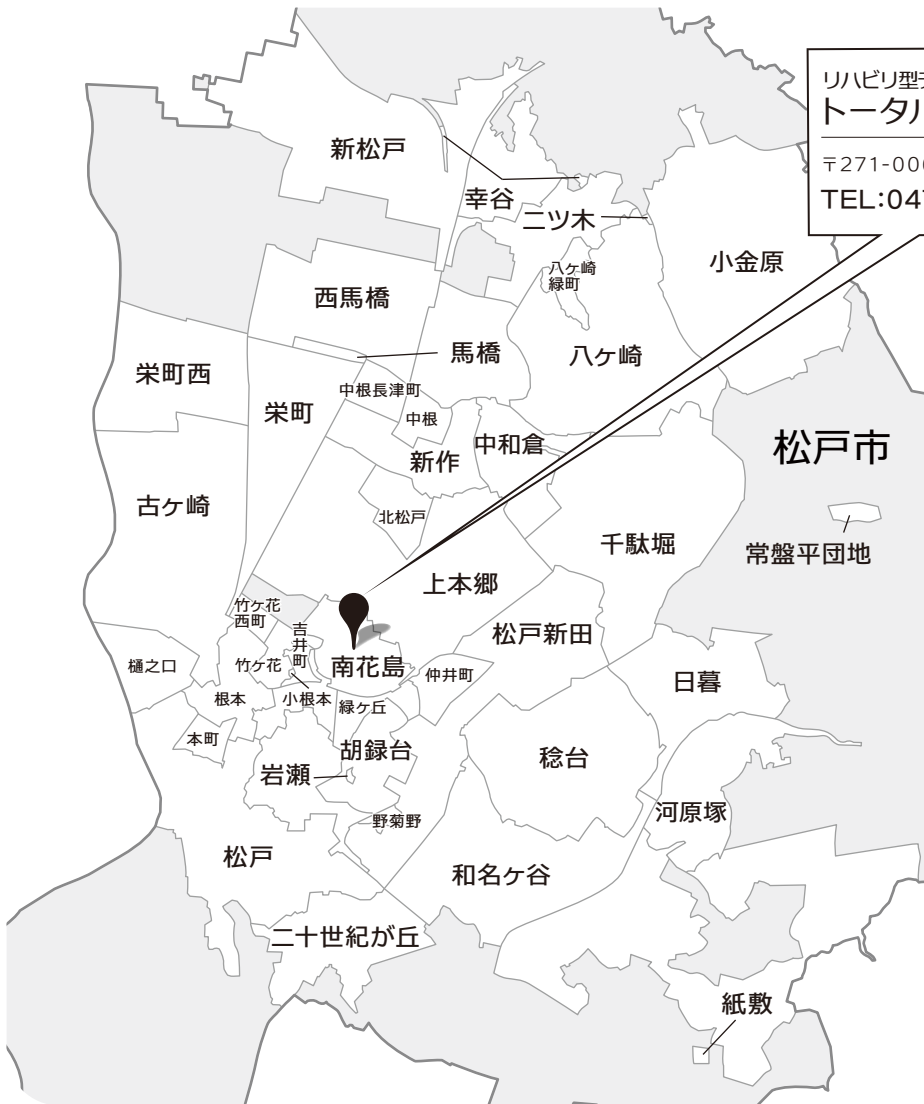 リハビリ型デ
トータル
〒271-006
TEL:047
新松戸
幸谷
二ツ木
小金原
八ケ崎
緑町
西馬橋
馬橋
八ケ崎
栄町西
中根長津町
栄町
中根
中和倉
新作
松戸市
古ケ崎
北松戸
千駄堀
常盤平団地
上本郷
竹ケ花
西町
吉井町
松戸新田
樋之口
竹ケ花
南花島
仲井町
日暮
根本
小根本
緑ケ丘
本町
胡録台
稔台
岩瀬
河原塚
野菊野
松戸
和名ケ谷
二十世紀が丘
紙敷